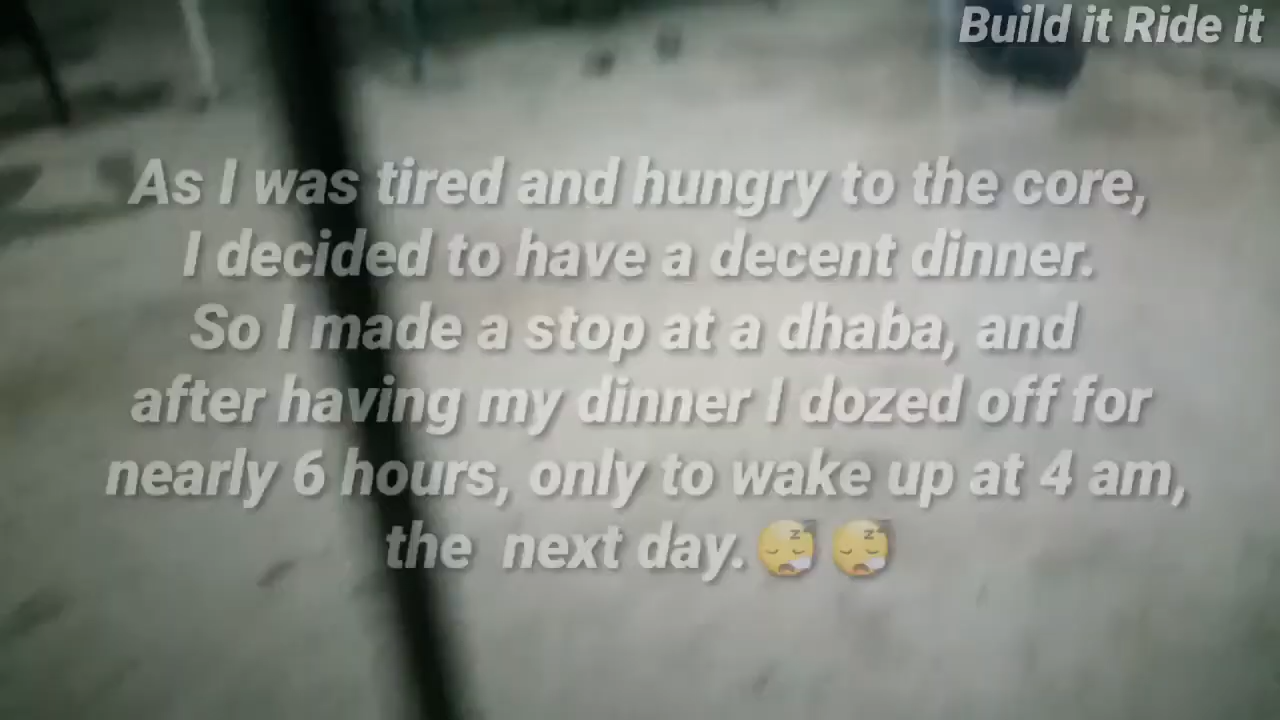 Build it Ride it
As I was tired and hungry to the core,
I decided to have a decent dinner.
So I made a stop at a dhaba, and
after having my dinner I dozed off for
nearly 6 hours, only to wake up at 4 am,
the next day.😴😴